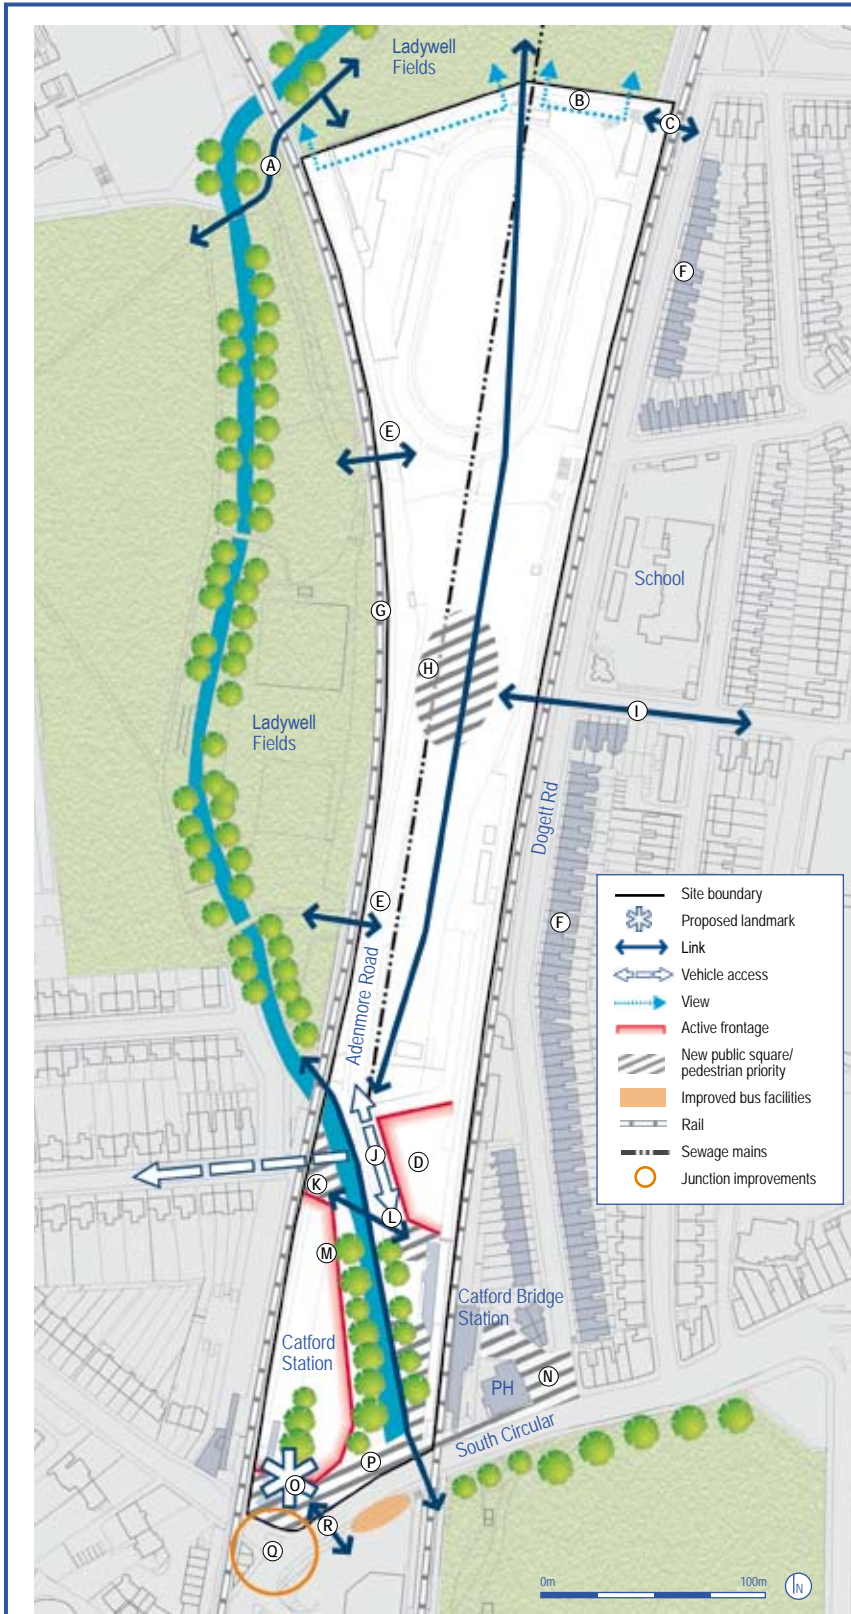 Ladywell
Fields
A
B
C
F
E
School
G
H
I
Ladywell
Fields
Dogett Rd
E
F
Adenmore Road
Site boundary
Proposed landmark
Link
Vehicle access
View
Active frontage
New public square/
pedestrian priority
Improved bus facilities
Rail
Sewage mains
Junction improvements
J
D
K
L
M
Catford Bridge
Station
Catford
Station
PH
N
South Circular
P
O
R
Q
0m
100m
N